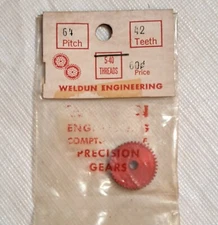 64 42
Pitch Teeth
5-40
THREADS
60¢
Price
WELDUN ENGINEERING
PRECISION
GEARS